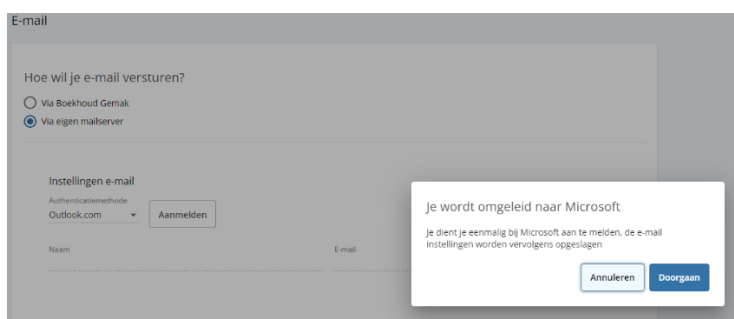 E-mail
Hoe wil je e-mail versturen?
Via Boekhoud Gemak
Via eigen mailserver
Instellingen e-mail
Authenticatiemethode
Outlook.com
Aanmelden
Naam
E-mail
Je wordt omgeleid naar Microsoft
Je dient je eenmalig bij Microsoft aan te melden, de e-mail
instellingen worden vervolgens opgeslagen
Annuleren
Doorgaan